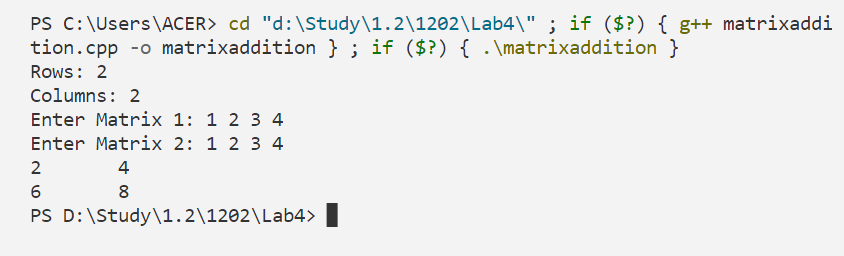 PS C:\Users\ACER> cd "d:\Study\1.2\1202\Lab4\" ; if ($?) { g++ matrixaddi
tion.cpp -o matrixaddition } ; if ($?) { .\matrixaddition }
Rows: 2
Columns: 2
Enter Matrix 1: 1 2 3 4
Enter Matrix 2: 1 2 3 4
2       4
6       8
PS D:\Study\1.2\1202\Lab4>